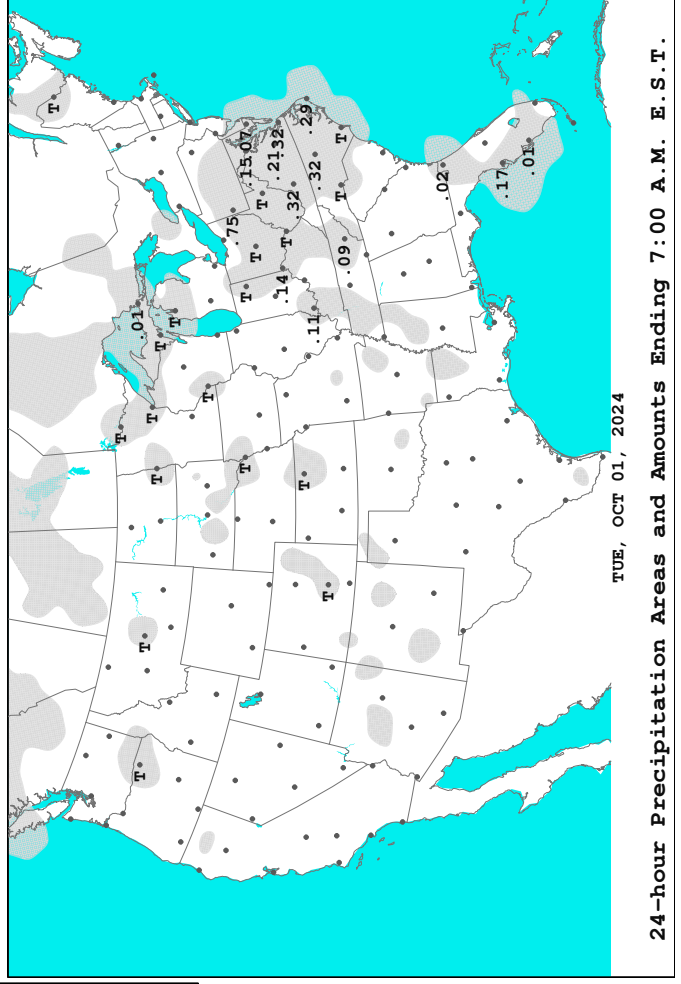 T
.07
.15
.32
.21
.29
T
.32
T
.32
T
.75
T
T
.02
.17
.01
.09
T
.14
.11
.01
T
T
T
T
T
T
T
T
T
T
T
TUE, OCT 01, 2024
24-hour Precipitation Areas and Amounts Ending 7:00 A.M. E.S.T.